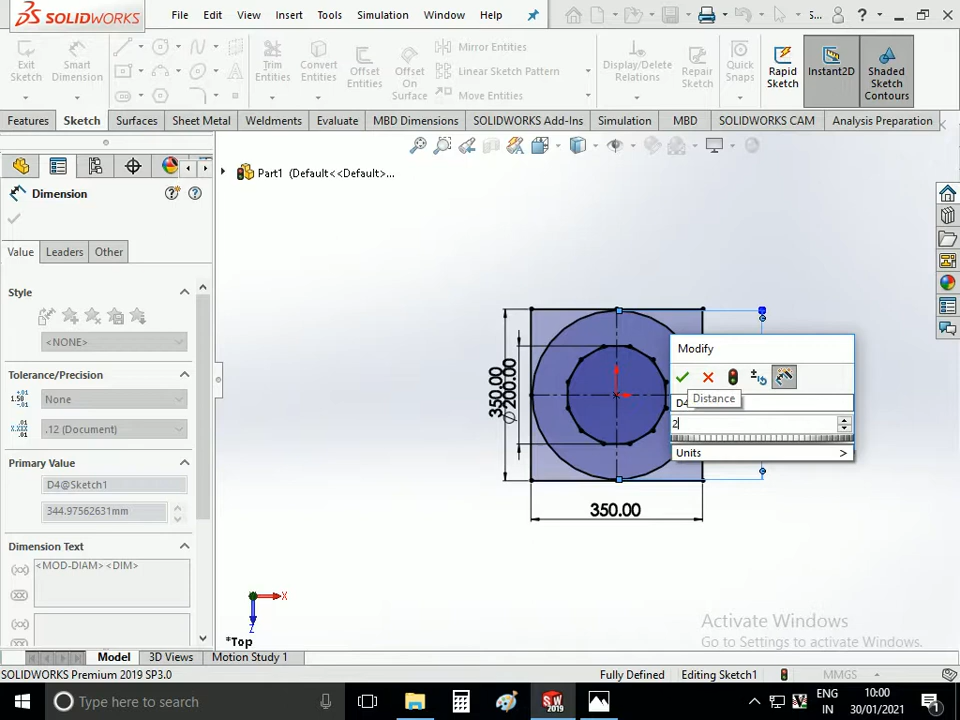 SOLIDWORKS
File Edit View Insert Tools Simulation Window Help
S...
Exit Sketch
Smart Dimension
Trim Entities
Convert Entities
Offset Entities
Offset On Surface
Mirror Entities
Linear Sketch Pattern
Move Entities
Display/Delete Relations
Repair Sketch
Quick Snaps
Rapid Sketch
Instant2D
Shaded Sketch Contours
Features Sketch Surfaces Sheet Metal Weldments Evaluate MBD Dimensions SOLIDWORKS Add-Ins Simulation MBD SOLIDWORKS CAM Analysis Preparation
Part1 (Default<<Default>...
Dimension
Value Leaders Other
Style
<NONE>
Tolerance/Precision
None
.12 (Document)
Primary Value
D4@Sketch1
344.97562631mm
Dimension Text
<MOD-DIAM><DIM>
350.00
Ø200.00
350.00
Modify
D4
Distance
2
Units >
X
Z
*Top
Activate Windows
Go to Settings to activate Windows.
Model 3D Views Motion Study 1
SOLIDWORKS Premium 2019 SP3.0
Fully Defined Editing Sketch1 MMGS
Type here to search
ENG
IN
10:00
30/01/2021